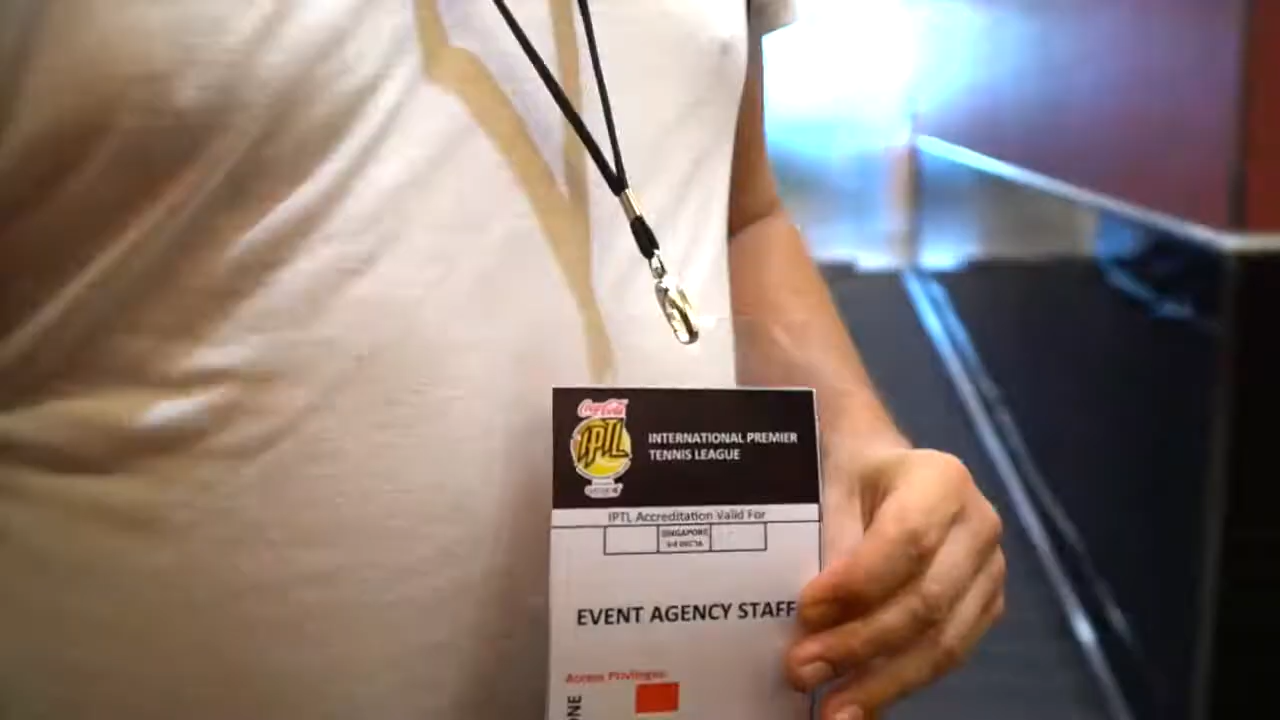 Coca-Cola
IPTL
INTERNATIONAL PREMIER
TENNIS LEAGUE
IPTL Accreditation Valid For
SINGAPORE
EVENT AGENCY STAFF
Access Privileges: